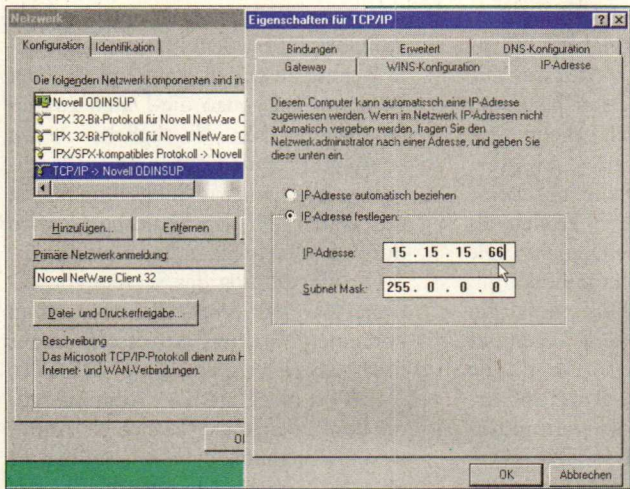 Netzwerk
Konfiguration
Identifikation
Die folgenden Netzwerkkomponenten sind
Novell ODINSUP
IPX 32-Bit-Protokoll für Novell NetWare C
IPX 32-Bit-Protokoll für Novell NetWare C
IPX/SPX-kompatibles Protokoll -> Novell
TCP/IP -> Novell ODINSUP
Hinzufügen...
Entfernen
Primäre Netzwerkanmeldung:
Novell NetWare Client 32
Datei- und Druckerfreigabe...
Beschreibung
Das Microsoft TCP/IP-Protokoll dient zum
Internet- und WAN-Verbindungen.
Eigenschaften für TCP/IP
Bindungen
Erweitert
DNS-Konfiguration
Gateway
WINS-Konfiguration
IP-Adresse
Diesem Computer kann automatisch eine IP-Adresse
zugewiesen werden. Wenn im Netzwerk IP-Adressen nicht
automatisch vergeben werden, fragen Sie den
Netzwerkadministrator nach einer Adresse, und geben Sie
diese unten ein.
IP-Adresse automatisch beziehen
IP-Adresse festlegen:
IP-Adresse: 15 . 15 . 15 . 66
Subnet Mask: 255 . 0 . 0 . 0
OK
Abbrechen